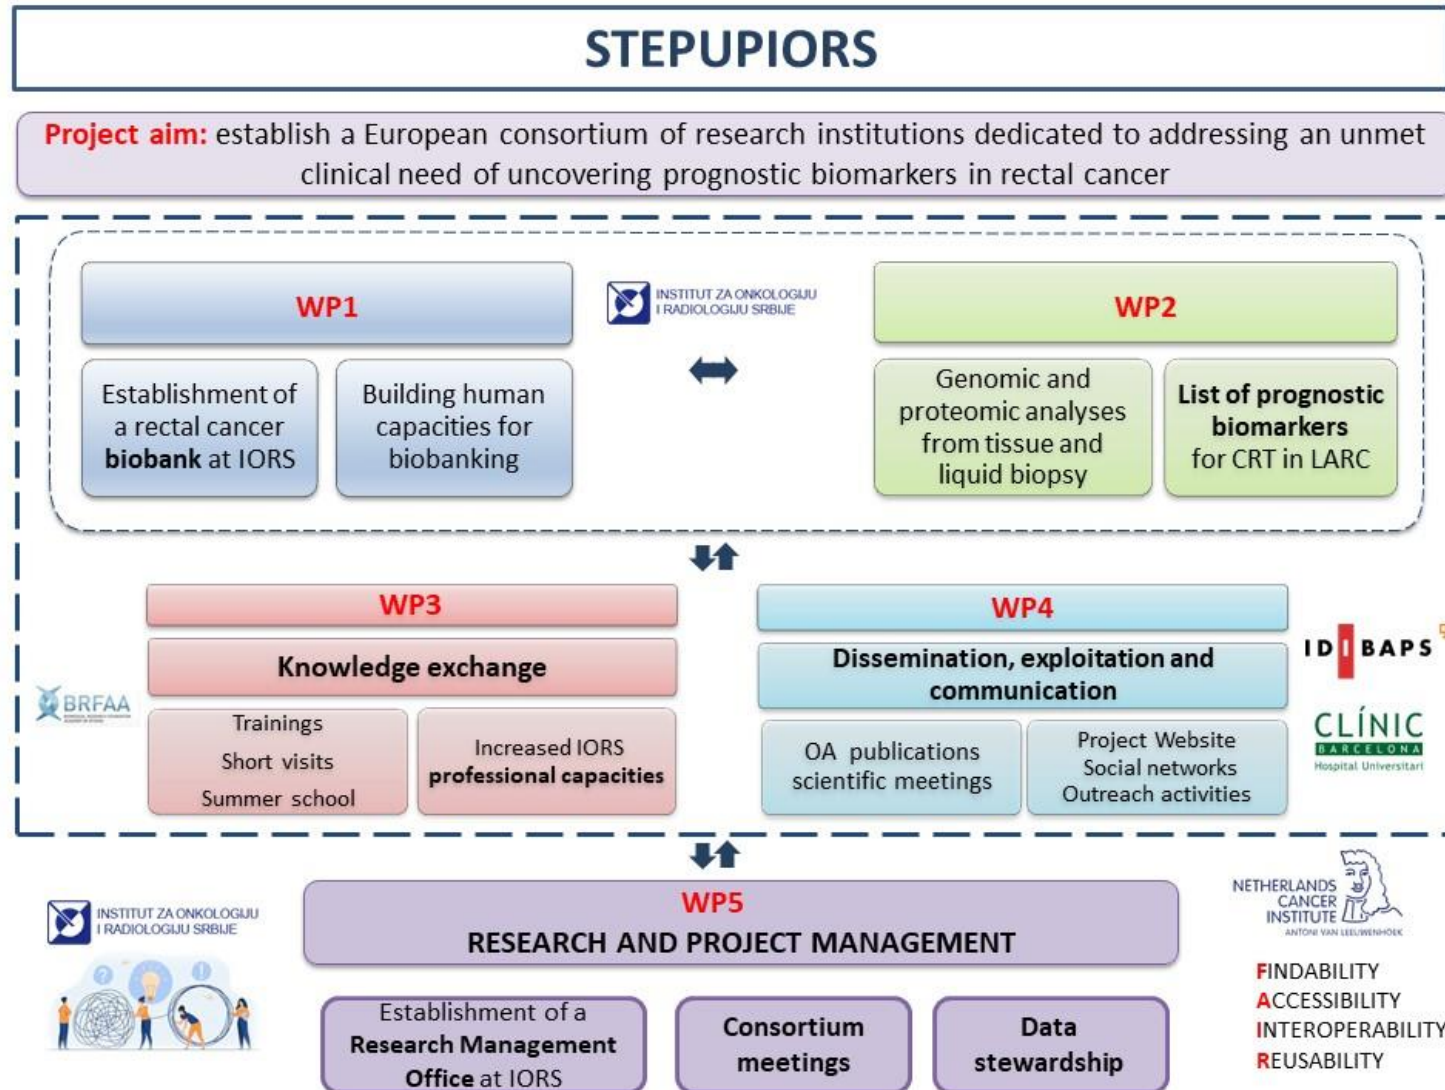 STEPUPIORS
Project aim: establish a European consortium of research institutions dedicated to addressing an unmet
clinical need of uncovering prognostic biomarkers in rectal cancer
WP1
INSTITUT ZA ONKOLOGIJU
I RADIOLOGIJU SRBIJE
WP2
Establishment of
a rectal cancer
biobank at IORS
Building human
capacities for
biobanking
Genomic and
proteomic analyses
from tissue and
liquid biopsy
List of prognostic
biomarkers
for CRT in LARC
WP3
Knowledge exchange
BRFAA
Trainings
Short visits
Summer school
Increased IORS
professional capacities
WP4
Dissemination, exploitation and
communication
OA publications
scientific meetings
Project Website
Social networks
Outreach activities
IDIBAPS
CLÍNIC
BARCELONA
Hospital Universitari
INSTITUT ZA ONKOLOGIJU
I RADIOLOGIJU SRBIJE
? !
WP5
RESEARCH AND PROJECT MANAGEMENT
Establishment of a
Research Management
Office at IORS
Consortium
meetings
Data
stewardship
NETHERLANDS
CANCER
INSTITUTE
ANTONI VAN LEEUWENHOEK
FINDABILITY
ACCESSIBILITY
INTEROPERABILITY
REUSABILITY